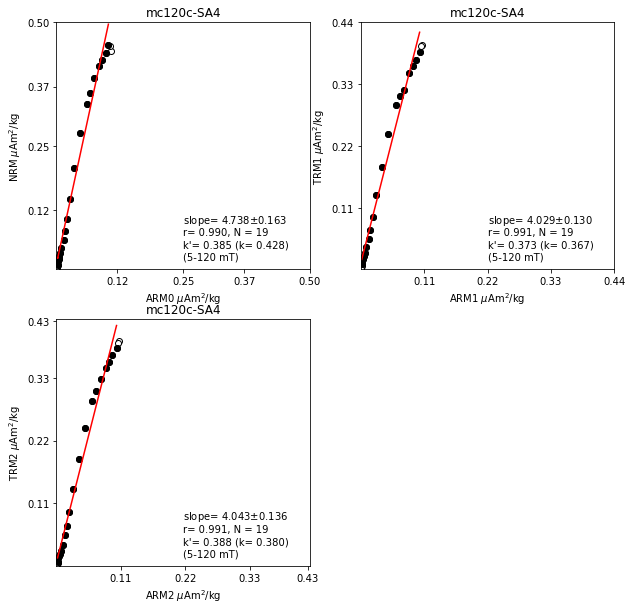 mc120c-SA4
0.50
0.37
0.25
0.12
NRM μAm²/kg
slope= 4.738±0.163
r= 0.990, N = 19
k'= 0.385 (k= 0.428)
(5-120 mT)
0.12 0.25 0.37 0.50
ARM0 μAm²/kg
mc120c-SA4
0.44
0.33
0.22
0.11
TRM1 μAm²/kg
slope= 4.029±0.130
r= 0.991, N = 19
k'= 0.373 (k= 0.367)
(5-120 mT)
0.11 0.22 0.33 0.44
ARM1 μAm²/kg
mc120c-SA4
0.43
0.33
0.22
0.11
TRM2 μAm²/kg
slope= 4.043±0.136
r= 0.991, N = 19
k'= 0.388 (k= 0.380)
(5-120 mT)
0.11 0.22 0.33 0.43
ARM2 μAm²/kg